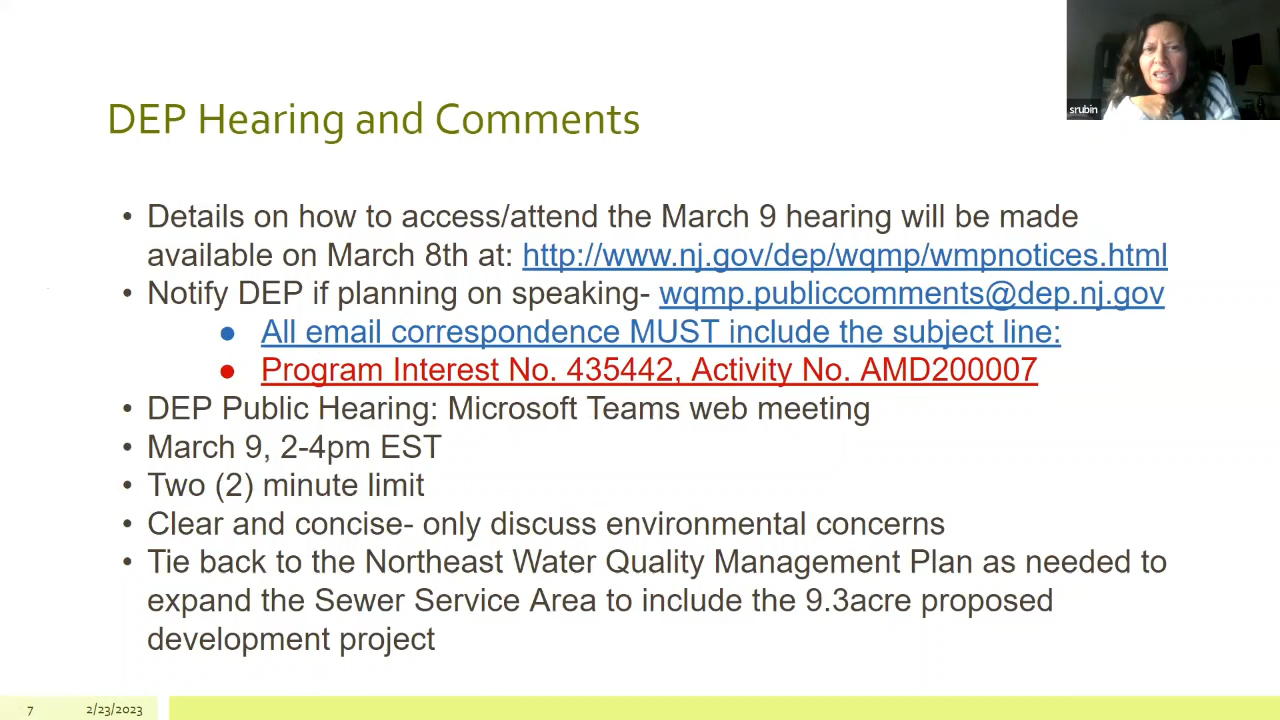 srubin
DEP Hearing and Comments
• Details on how to access/attend the March 9 hearing will be made
available on March 8th at: http://www.nj.gov/dep/wqmp/wmpnotices.html
• Notify DEP if planning on speaking- wqmp.publiccomments@dep.nj.gov
● All email correspondence MUST include the subject line:
● Program Interest No. 435442, Activity No. AMD200007
• DEP Public Hearing: Microsoft Teams web meeting
• March 9, 2-4pm EST
• Two (2) minute limit
• Clear and concise- only discuss environmental concerns
• Tie back to the Northeast Water Quality Management Plan as needed to
expand the Sewer Service Area to include the 9.3acre proposed
development project
7 2/23/2023